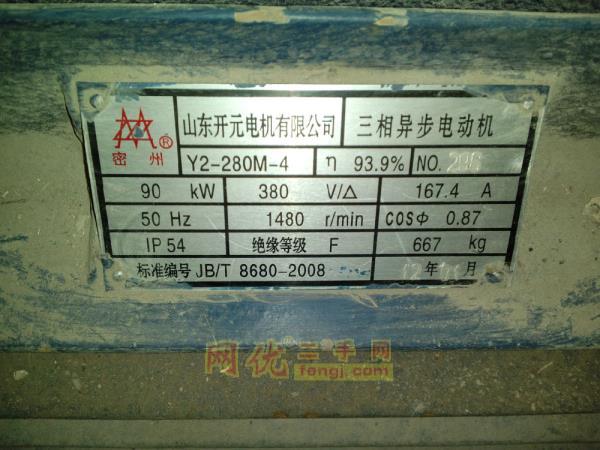 山东开元电机有限公司 三相异步电动机
密州 ® Y2-280M-4 η 93.9% NO.
90 kW 380 V/△ 167.4 A
50 Hz 1480 r/min COSΦ 0.87
IP 54 绝缘等级 F 667 kg
标准编号 JB/T 8680-2008 12 年 月
网优二手网
fengj.com